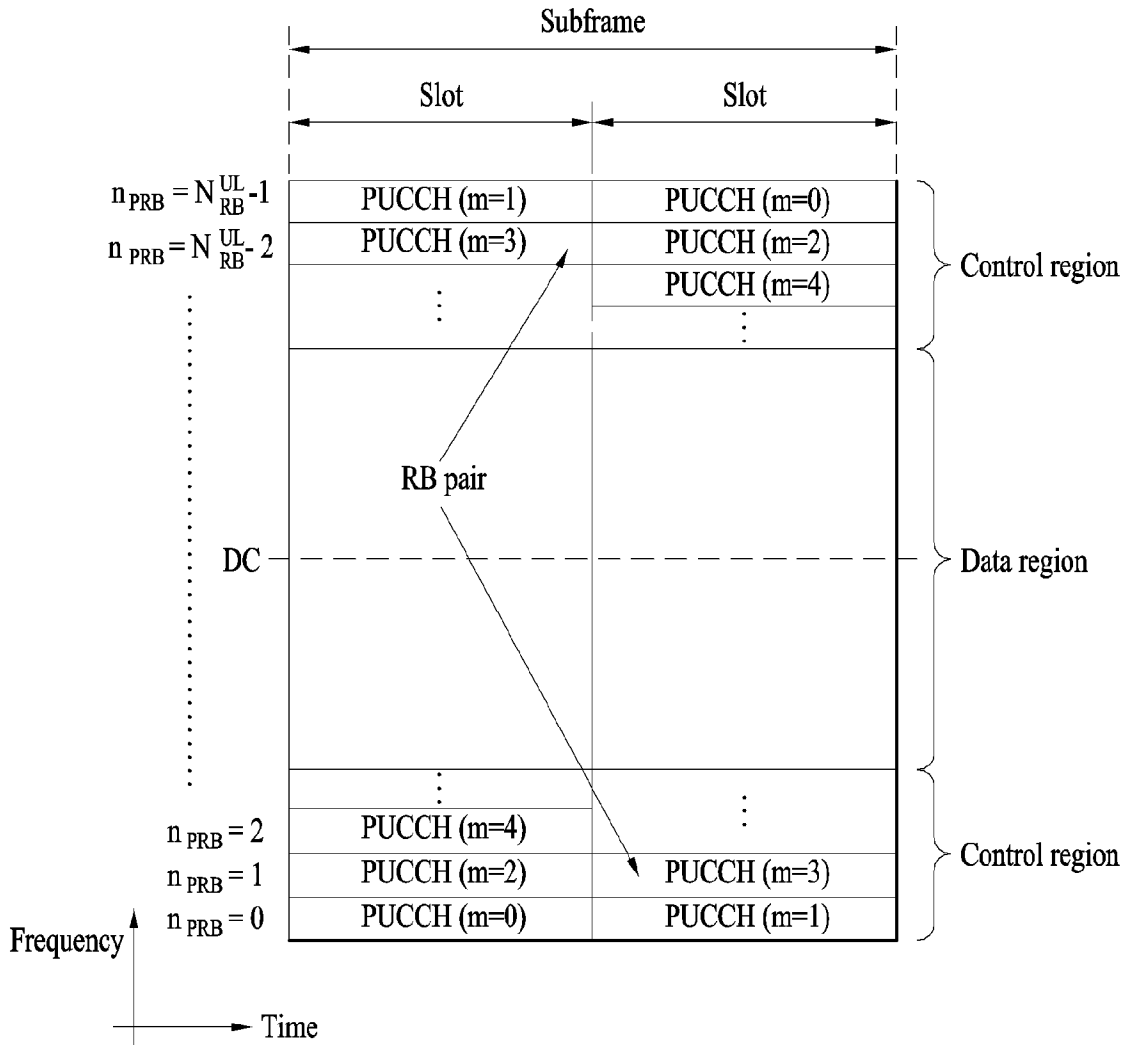 Subframe
Slot Slot
n PRB = N UL RB -1 PUCCH (m=1) PUCCH (m=0)
n PRB = N UL RB - 2 PUCCH (m=3) PUCCH (m=2)
PUCCH (m=4)
Control region
RB pair
DC
Data region
n PRB = 2 PUCCH (m=4)
n PRB = 1 PUCCH (m=2) PUCCH (m=3)
Control region
n PRB = 0 PUCCH (m=0) PUCCH (m=1)
Frequency
Time